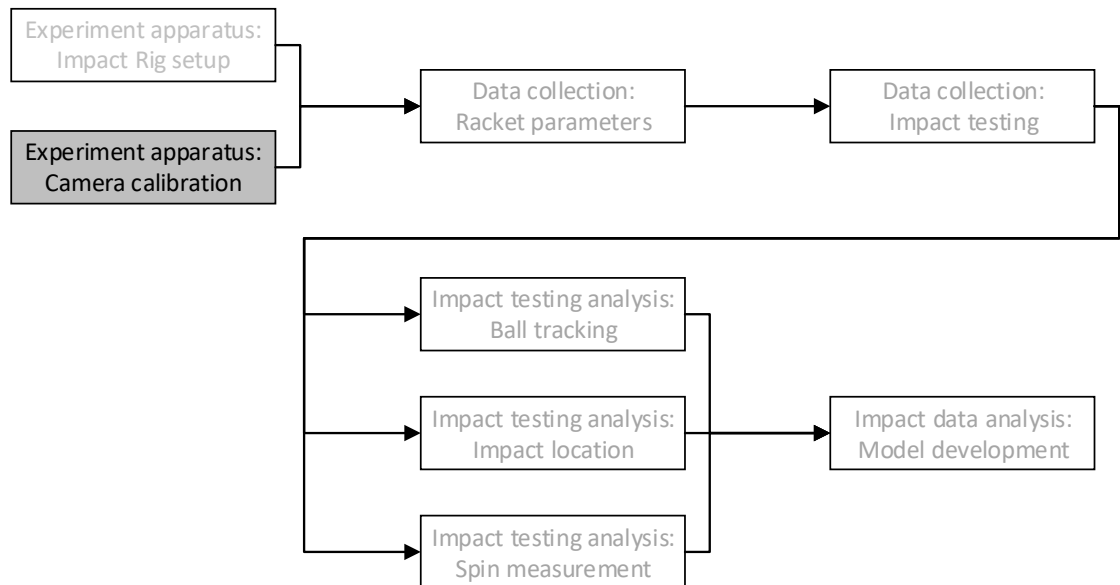 Experiment apparatus:
Impact Rig setup
Experiment apparatus:
Camera calibration
Data collection:
Racket parameters
Data collection:
Impact testing
Impact testing analysis:
Ball tracking
Impact testing analysis:
Impact location
Impact testing analysis:
Spin measurement
Impact data analysis:
Model development